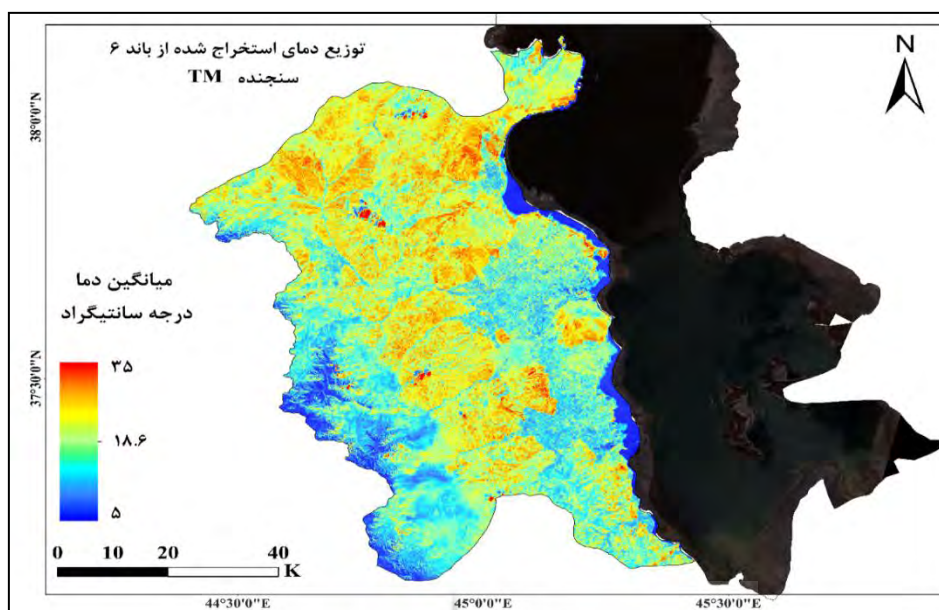 توزیع دمای استخراج شده از باند ۶
سنجنده TM
N
38°0'0"N
37°30'0"N
میانگین دما
درجه سانتیگراد
۳۵
۱۸.۶
۵
0 10 20 40
K
44°30'0"E 45°0'0"E 45°30'0"E